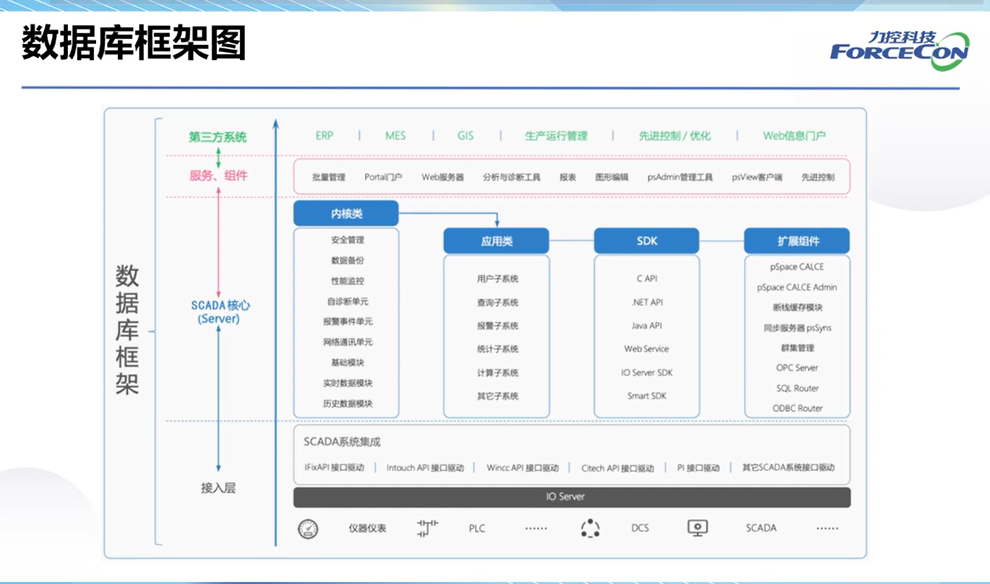 数据库框架图
力控科技
FORCECON
数据库框架
第三方系统
ERP | MES | GIS | 生产运行管理 | 先进控制 / 优化 | Web信息门户
服务、组件
批量管理 Portal门户 Web服务器 分析与诊断工具 报表 图形编辑 psAdmin管理工具 psView客户端 先进控制
SCADA 核心
(Server)
内核类
安全管理
数据备份
性能监控
自诊断单元
报警事件单元
网络通讯单元
基础模块
实时数据模块
历史数据模块
应用类
用户子系统
查询子系统
报警子系统
统计子系统
计算子系统
其它子系统
SDK
C API
.NET API
Java API
Web Service
IO Server SDK
Smart SDK
扩展组件
pSpace CALCE
pSpace CALCE Admin
断线缓存模块
同步服务器 psSyns
群集管理
OPC Server
SQL Router
ODBC Router
接入层
SCADA系统集成
IFixAPI 接口驱动 | Intouch API 接口驱动 | Wincc API 接口驱动 | Citech API 接口驱动 | PI 接口驱动 | 其它SCADA系统接口驱动
IO Server
仪器仪表 PLC ...... DCS SCADA ......